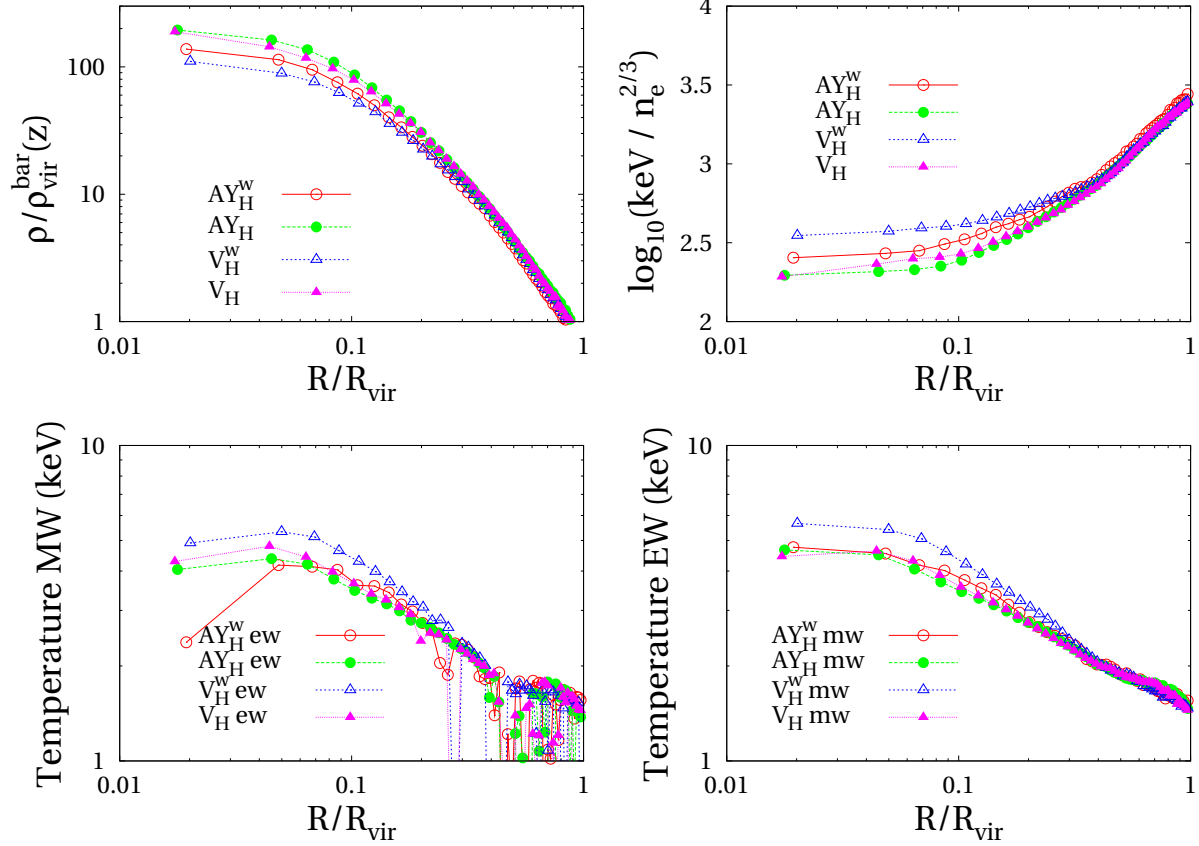 ρ/ρ_vir^bar(z)
100
10
1
0.01
0.1
1
R/R_vir
AY_H^w
AY_H
V_H^w
V_H
log_10(keV / n_e^2/3)
4
3.5
3
2.5
2
0.01
0.1
1
R/R_vir
AY_H^w
AY_H
V_H^w
V_H
Temperature MW (keV)
10
1
0.01
0.1
1
R/R_vir
AY_H^w ew
AY_H ew
V_H^w ew
V_H ew
Temperature EW (keV)
10
1
0.01
0.1
1
R/R_vir
AY_H^w mw
AY_H mw
V_H^w mw
V_H mw